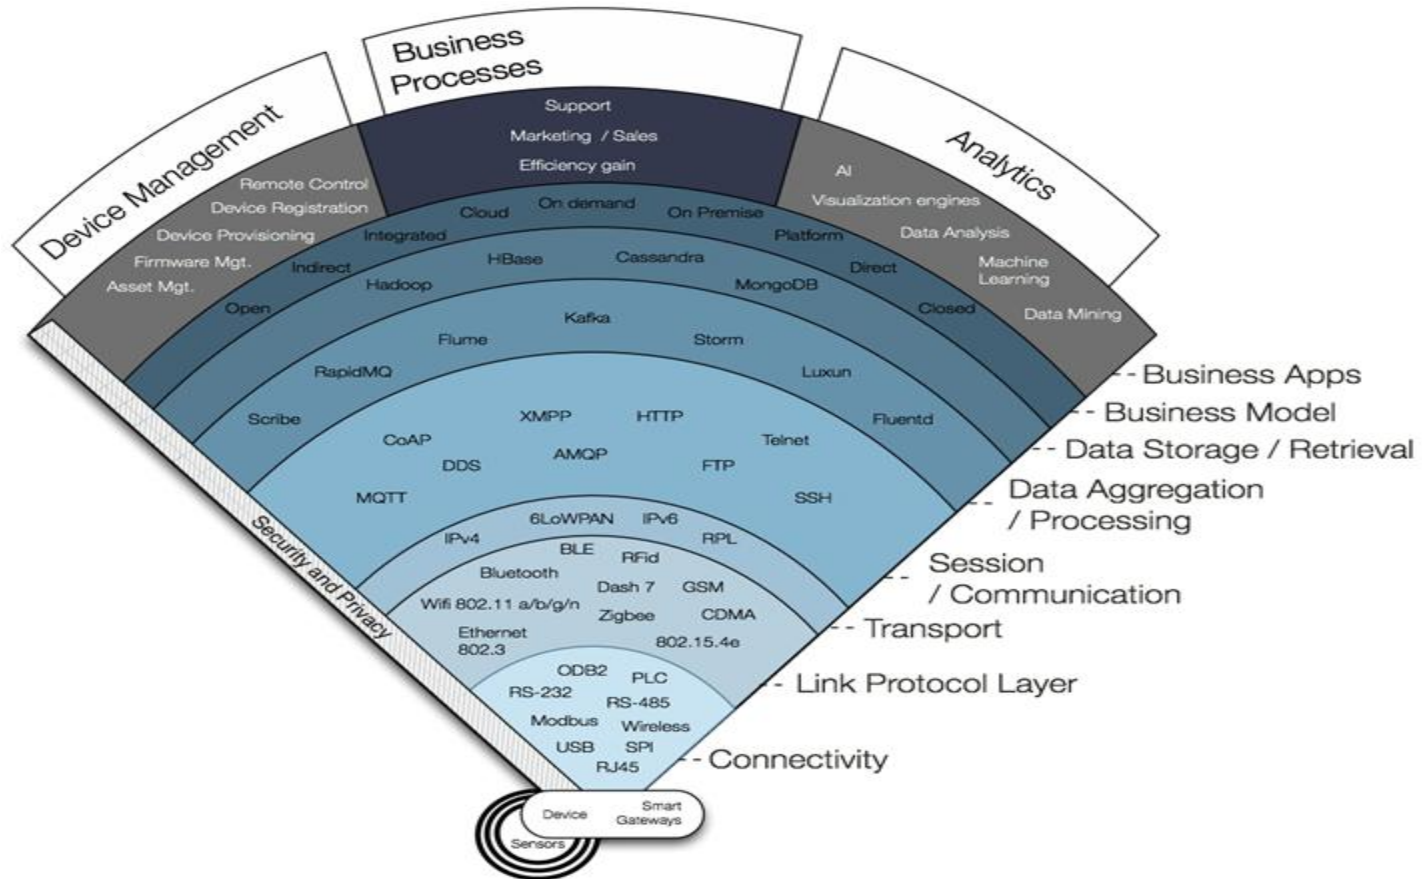 Business
Processes
Device Management
Analytics
Support
Marketing / Sales
Efficiency gain
Remote Control
Device Registration
Device Provisioning
Firmware Mgt.
Asset Mgt.
AI
Visualization engines
Data Analysis
Machine
Learning
Data Mining
Open
Indirect
Integrated
Cloud
On demand
On Premise
Platform
Direct
Closed
Hadoop
HBase
Cassandra
MongoDB
Scribe
RapidMQ
Flume
Kafka
Storm
Luxun
Fluentd
XMPP
HTTP
CoAP
Telnet
DDS
AMQP
FTP
MQTT
SSH
IPv4
6LoWPAN
IPv6
RPL
BLE
RFid
Bluetooth
Dash 7
GSM
Wifi 802.11 a/b/g/n
Zigbee
CDMA
Ethernet
802.3
802.15.4e
ODB2
PLC
RS-232
RS-485
Modbus
Wireless
USB
SPI
RJ45
Security and Privacy
Business Apps
Business Model
Data Storage / Retrieval
Data Aggregation
/ Processing
Session
/ Communication
Transport
Link Protocol Layer
Connectivity
Device
Smart
Gateways
Sensors